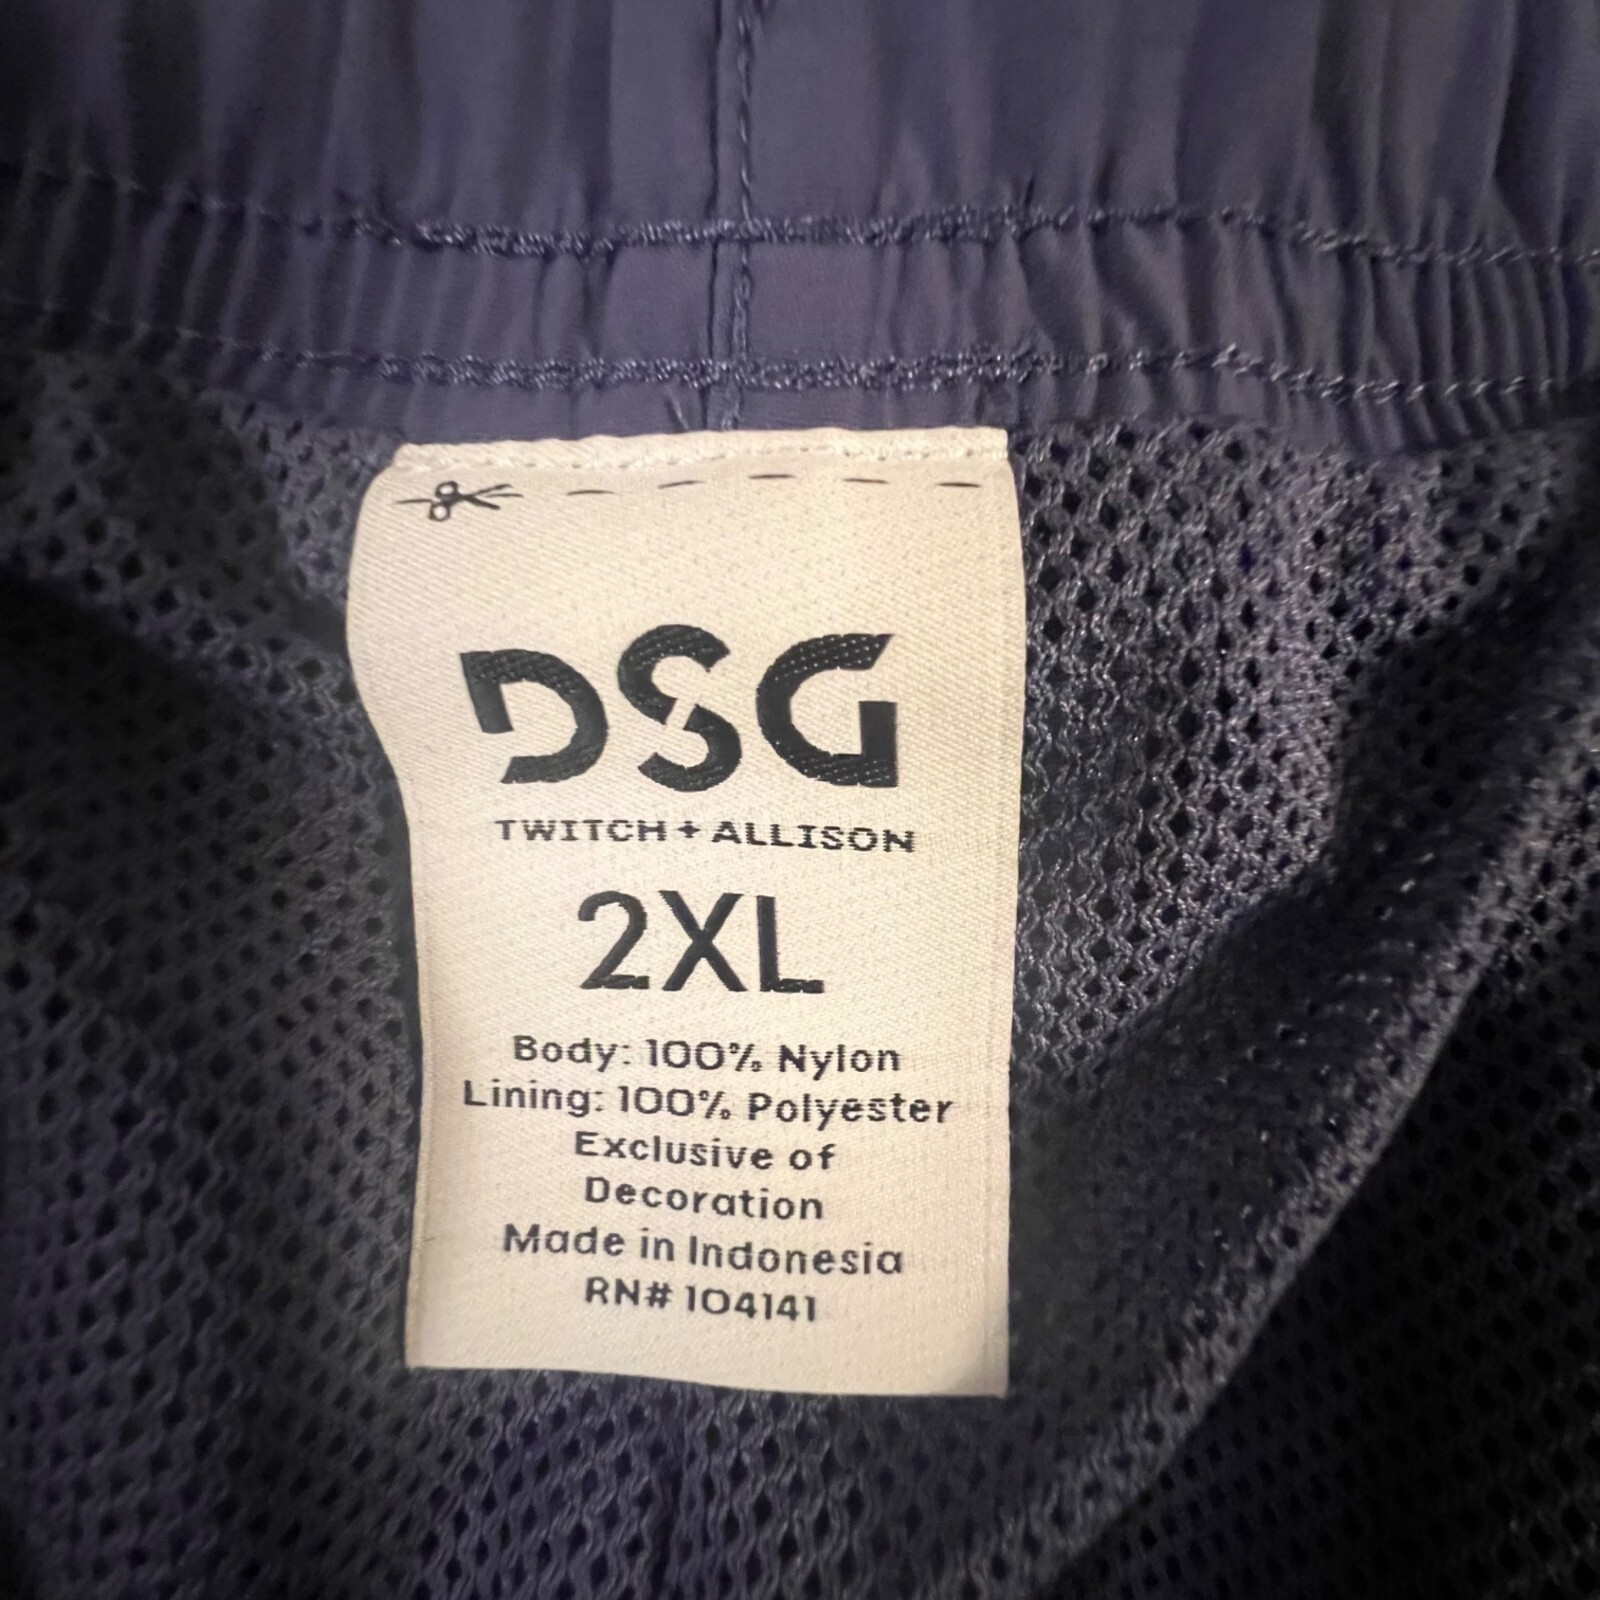 DSG
TWITCH + ALLISON
2XL
Body: 100% Nylon
Lining: 100% Polyester
Exclusive of
Decoration
Made in Indonesia
RN# 104141